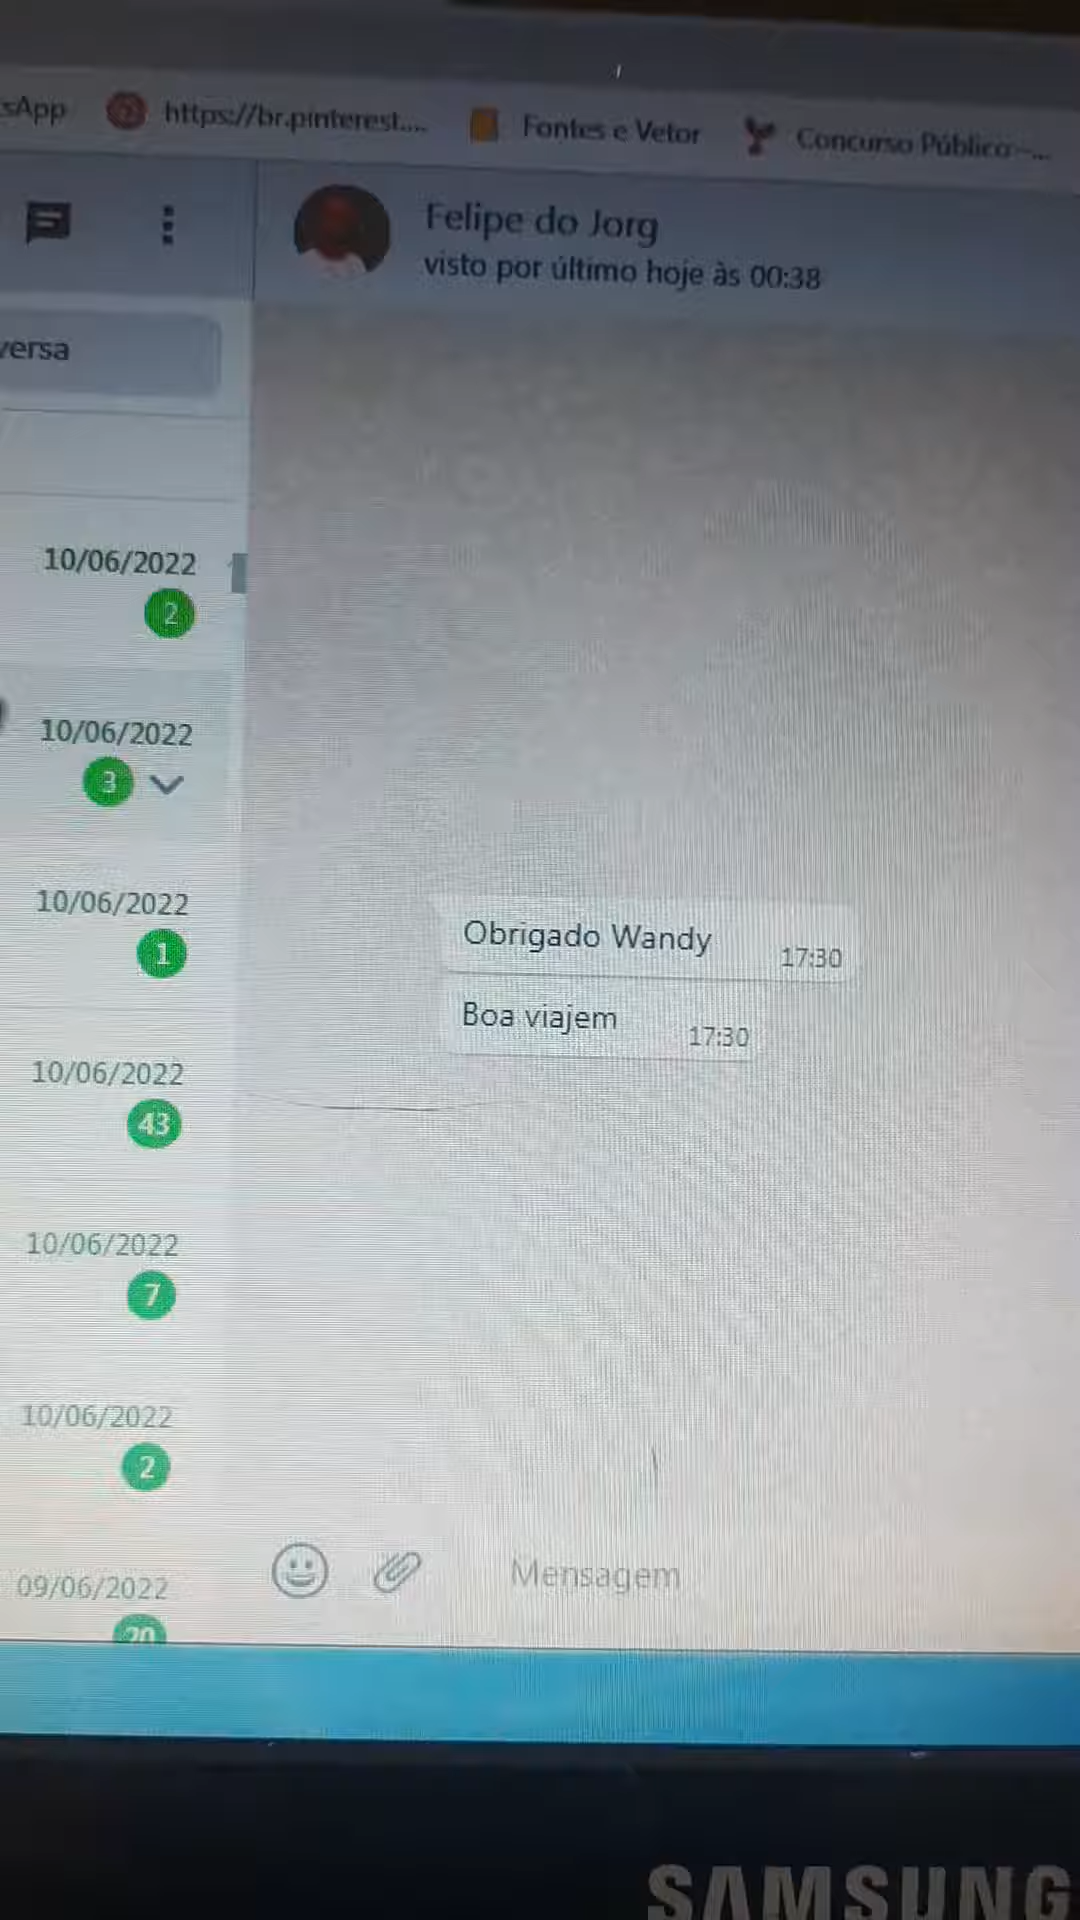 sApp
https://br.pinterest....
Fontes e Vetor
Concurso Público -...
Felipe do Jorg
visto por último hoje às 00:38
versa
10/06/2022
2
10/06/2022
3
10/06/2022
1
Obrigado Wandy 17:30
Boa viajem 17:30
10/06/2022
43
10/06/2022
7
10/06/2022
2
09/06/2022
20
Mensagem
SAMSUNG